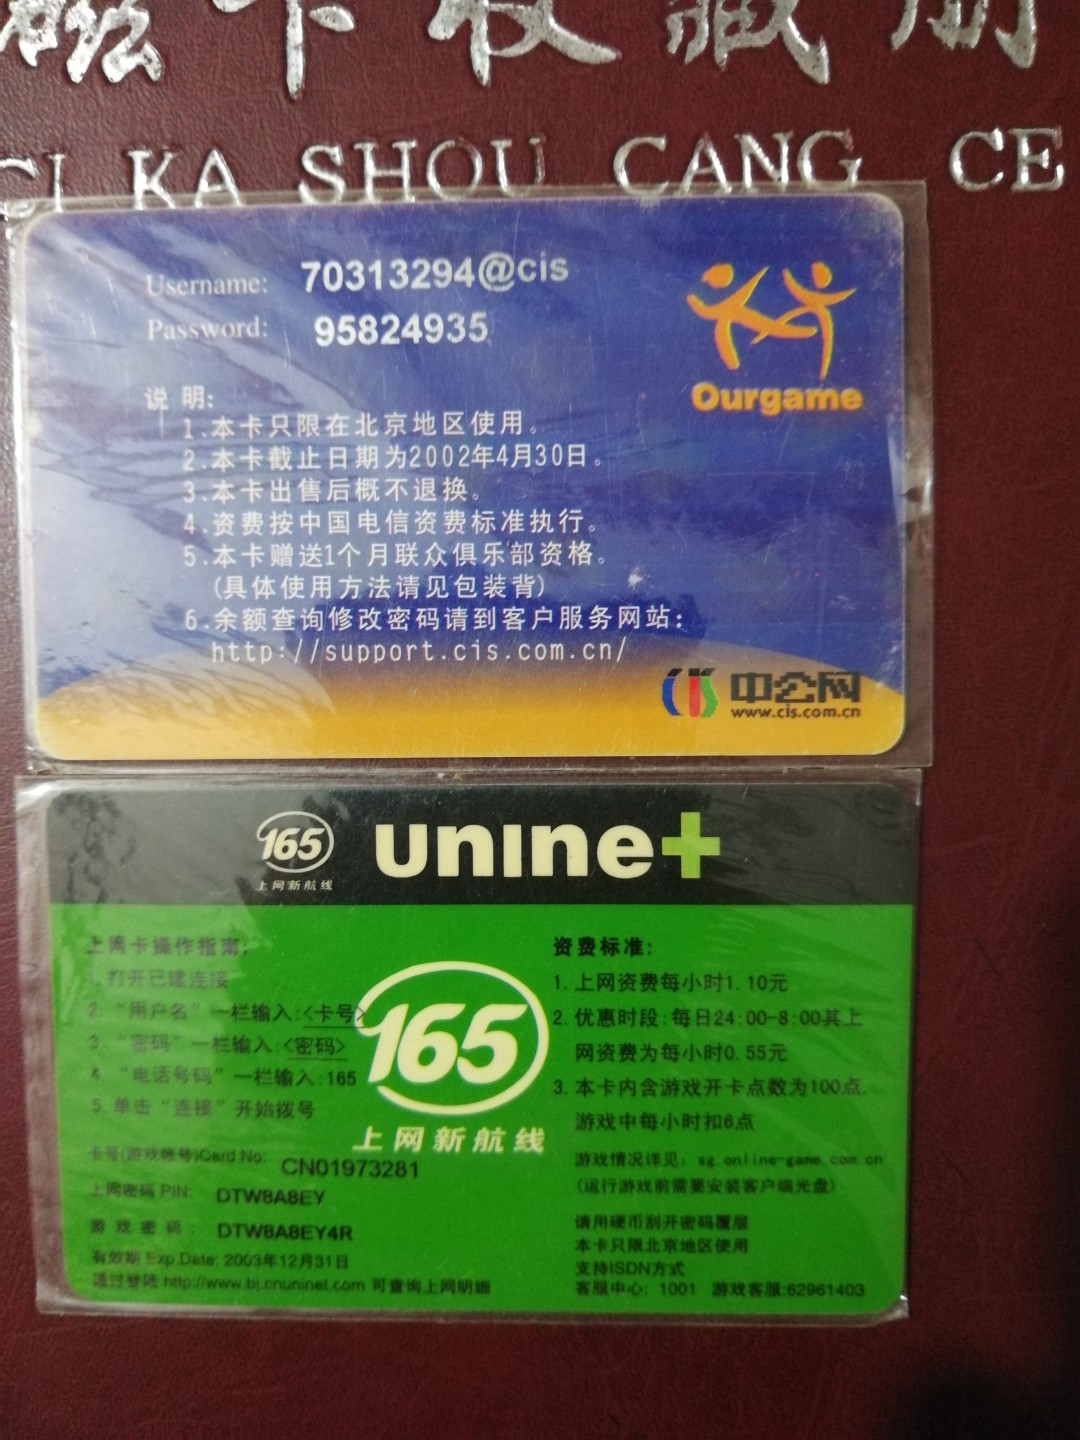 磁卡收藏册
CI KA SHOU CANG CE
Username: 70313294@cis
Password: 95824935
Ourgame
说 明:
1.本卡只限在北京地区使用。
2.本卡截止日期为2002年4月30日。
3.本卡出售后概不退换。
4.资费按中国电信资费标准执行。
5.本卡赠送1个月联众俱乐部资格。
(具体使用方法请见包装背)
6.余额查询修改密码请到客户服务网站:
http://support.cis.com.cn/
CIS 中公网
www.cis.com.cn
165 unıne+
上网新航线
上网卡操作指南:
1. 打开已建连接
2. “用户名”一栏输入:<卡号>
3. “密码”一栏输入:<密码>
4. “电话号码”一栏输入:165
5. 单击“连接”开始拨号
165
上网新航线
卡号(游戏帐号)Card No: CN01973281
上网密码 PIN: DTW8A8EY
游 戏 密 码: DTW8A8EY4R
有效期 Exp.Date: 2003年12月31日
通过登陆 http://www.bj.cnuninet.com 可查询上网明细
资费标准:
1. 上网资费每小时1.10元
2. 优惠时段:每日24:00-8:00其上
网资费为每小时0.55元
3. 本卡内含游戏开卡点数为100点.
游戏中每小时扣6点
游戏情况详见: sg.online-game.com.cn
(运行游戏前需要安装客户端光盘)
请用硬币刮开密码覆层
本卡只限北京地区使用
支持ISDN方式
客服中心: 1001 游戏客服:62961403